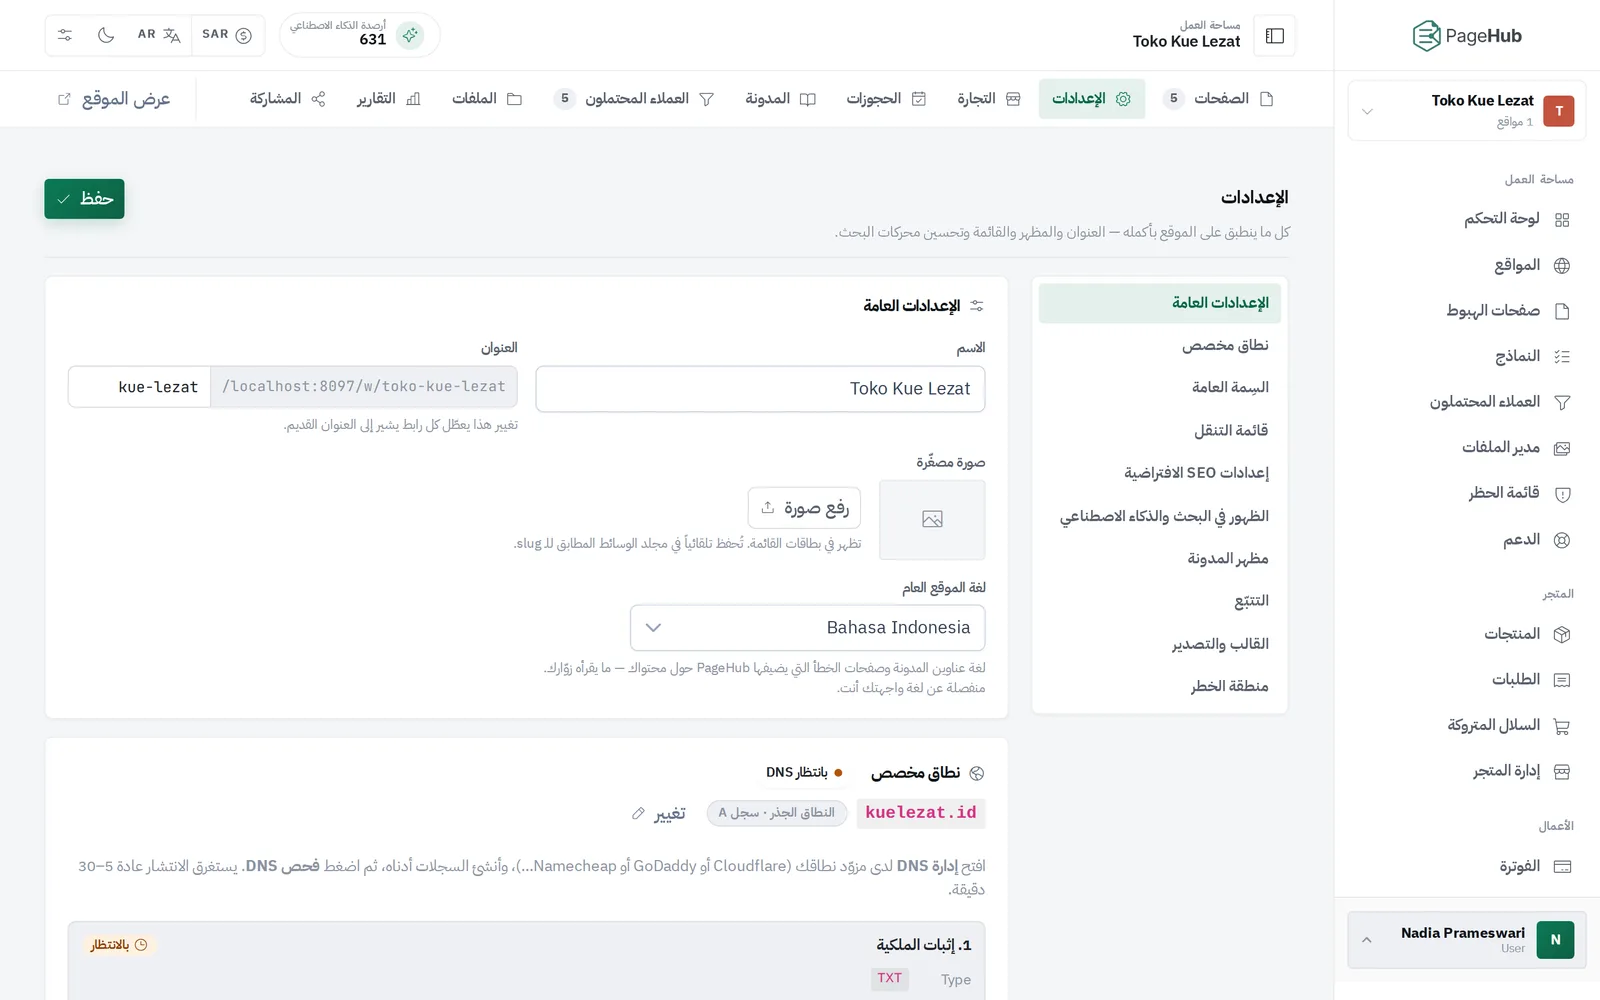 PageHub
مساحة العمل
Toko Kue Lezat
أرصدة الذكاء الاصطناعي
631
SAR
AR
T
Toko Kue Lezat
1 مواقع
مساحة العمل
لوحة التحكم
المواقع
صفحات الهبوط
النماذج
العملاء المحتملون
مدير الملفات
قائمة الحظر
الدعم
المتجر
المنتجات
الطلبات
السلال المتروكة
إدارة المتجر
الأعمال
الفوترة
N
Nadia Prameswari
User
الصفحات 5
الإعدادات
التجارة
الحجوزات
المدونة
العملاء المحتملون 5
الملفات
التقارير
المشاركة
عرض الموقع
الإعدادات
كل ما ينطبق على الموقع بأكمله — العنوان والمظهر والقائمة وتحسين محركات البحث.
حفظ
الإعدادات العامة
نطاق مخصص
السِمة العامة
قائمة التنقل
إعدادات SEO الافتراضية
الظهور في البحث والذكاء الاصطناعي
مظهر المدونة
التتبّع
القالب والتصدير
منطقة الخطر
الإعدادات العامة
الاسم
Toko Kue Lezat
العنوان
/localhost:8097/w/toko-kue-lezat
kue-lezat
تغيير هذا يعطّل كل رابط يشير إلى العنوان القديم.
صورة مصغّرة
رفع صورة
تظهر في بطاقات القائمة. تُحفظ تلقائياً في مجلد الوسائط المطابق للـ slug.
لغة الموقع العام
Bahasa Indonesia
لغة عناوين المدونة وصفحات الخطأ التي يضيفها PageHub حول محتواك — ما يقرأه زوّارك.
منفصلة عن لغة واجهتك أنت.
نطاق مخصص
بانتظار DNS
kuelezat.id
النطاق الجذر · سجل A
تغيير
افتح إدارة DNS لدى مزوّد نطاقك (Cloudflare أو GoDaddy أو Namecheap...)، وأنشئ السجلات أدناه، ثم اضغط فحص DNS. يستغرق الانتشار عادة 5–30
دقيقة.
1. إثبات الملكية
بالانتظار
Type
TXT